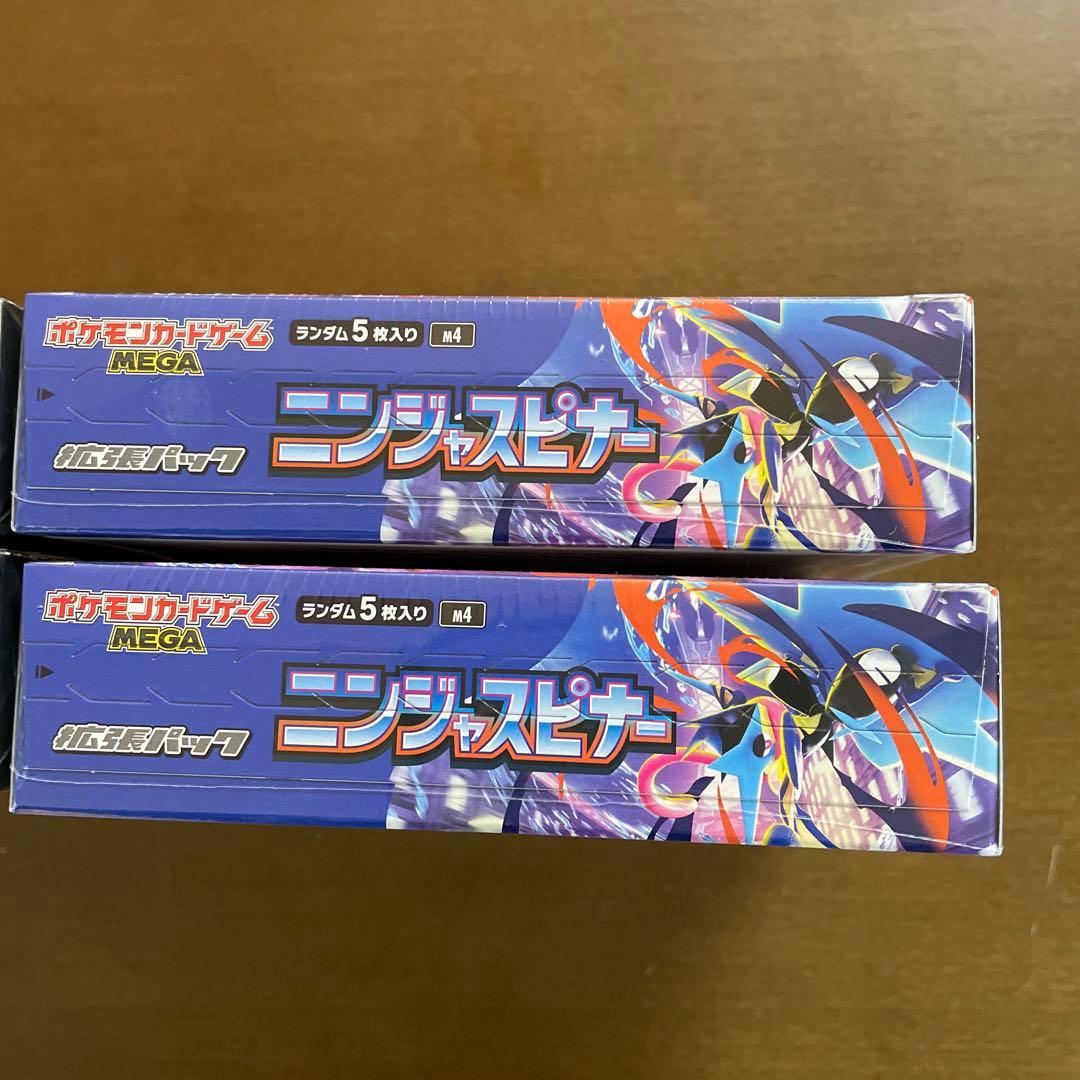 ポケモンカードゲーム
MEGA
ランダム5枚入り
M4
拡張パック
ニンジャスピナー
ポケモンカードゲーム
MEGA
ランダム5枚入り
M4
拡張パック
ニンジャスピナー